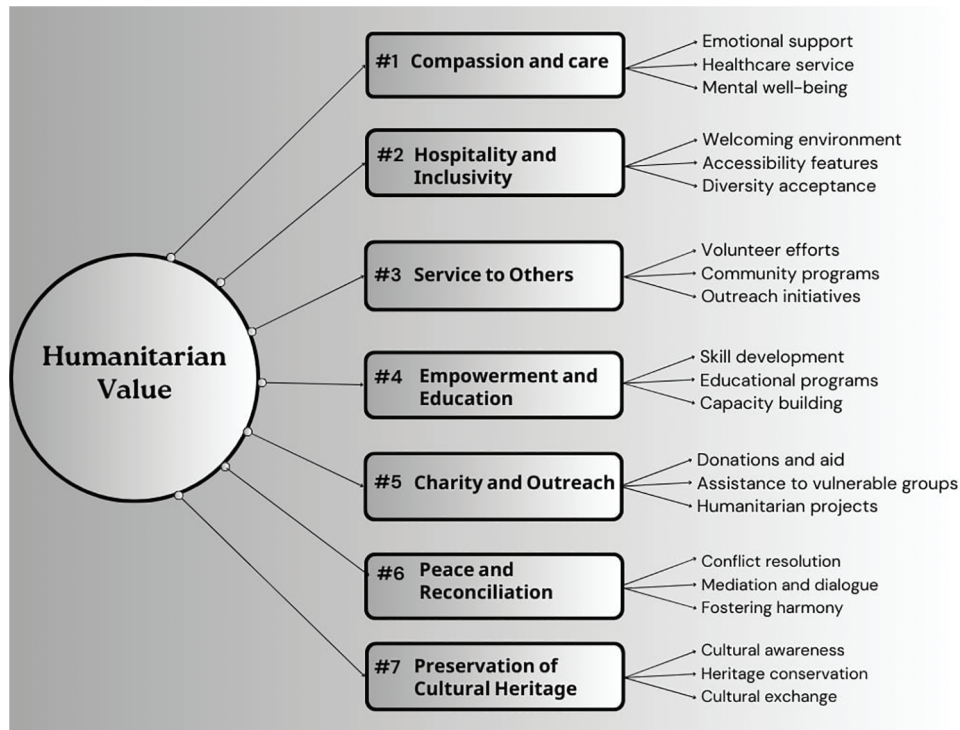 Humanitarian
Value
#1 Compassion and care
Emotional support
Healthcare service
Mental well-being
#2 Hospitality and
Inclusivity
Welcoming environment
Accessibility features
Diversity acceptance
#3 Service to Others
Volunteer efforts
Community programs
Outreach initiatives
#4 Empowerment and
Education
Skill development
Educational programs
Capacity building
#5 Charity and Outreach
Donations and aid
Assistance to vulnerable groups
Humanitarian projects
#6 Peace and
Reconciliation
Conflict resolution
Mediation and dialogue
Fostering harmony
#7 Preservation of
Cultural Heritage
Cultural awareness
Heritage conservation
Cultural exchange